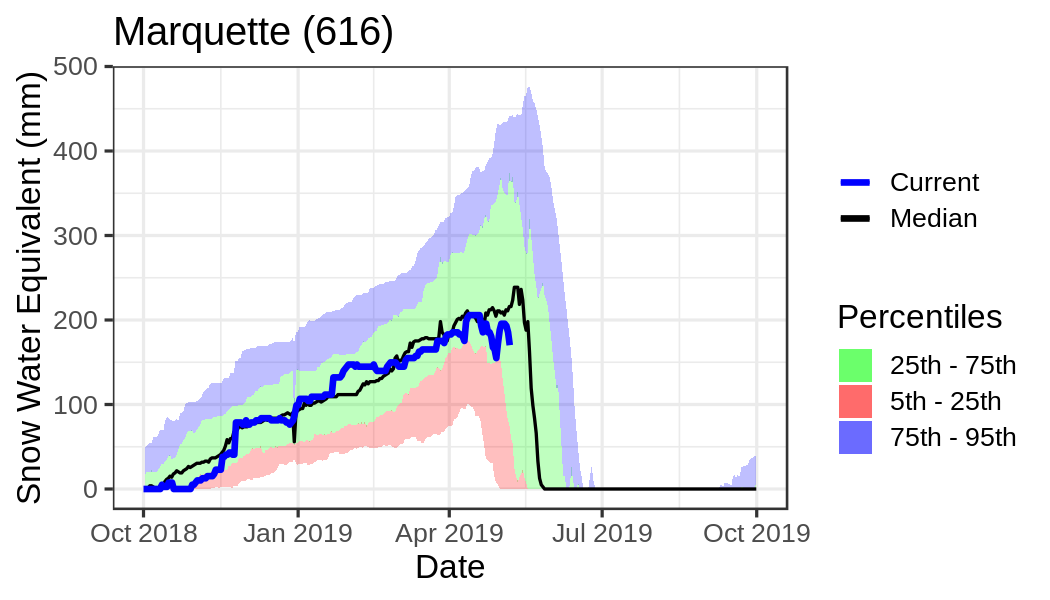 Marquette (616)
Snow Water Equivalent (mm)
500
400
300
200
100
0
Oct 2018
Jan 2019
Apr 2019
Jul 2019
Oct 2019
Date
Current
Median
Percentiles
25th - 75th
5th - 25th
75th - 95th